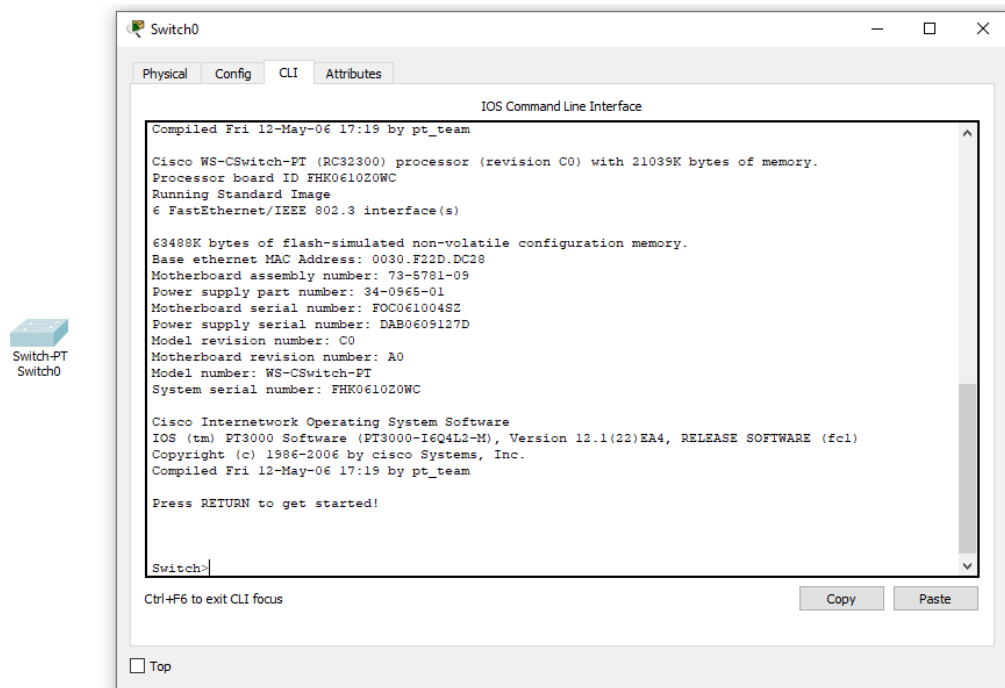 Switch0
Physical
Config
CLI
Attributes
IOS Command Line Interface
Compiled Fri 12-May-06 17:19 by pt_team
Cisco WS-CSwitch-PT (RC32300) processor (revision C0) with 21039K bytes of memory.
Processor board ID FHK0610Z0WC
Running Standard Image
6 FastEthernet/IEEE 802.3 interface(s)
63488K bytes of flash-simulated non-volatile configuration memory.
Base ethernet MAC Address: 0030.F22D.DC28
Motherboard assembly number: 73-5781-09
Power supply part number: 34-0965-01
Motherboard serial number: FOC061004SZ
Power supply serial number: DAB0609127D
Model revision number: C0
Motherboard revision number: A0
Model number: WS-CSwitch-PT
System serial number: FHK0610Z0WC
Cisco Internetwork Operating System Software
IOS (tm) PT3000 Software (PT3000-I6Q4L2-M), Version 12.1(22)EA4, RELEASE SOFTWARE (fc1)
Copyright (c) 1986-2006 by cisco Systems, Inc.
Compiled Fri 12-May-06 17:19 by pt_team
Press RETURN to get started!
Switch>
Ctrl+F6 to exit CLI focus
Copy
Paste
Top
Switch-PT
Switch0